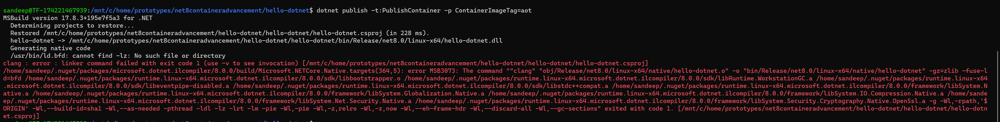 sandeep@TF-174221467939:/mnt/c/home/prototypes/net8containeradvancement/hello-dotnet$ dotnet publish -t:PublishContainer -p ContainerImageTag=aot
MSBuild version 17.8.3+195e7f5a3 for .NET
  Determining projects to restore...
  Restored /mnt/c/home/prototypes/net8containeradvancement/hello-dotnet/hello-dotnet/hello-dotnet.csproj (in 228 ms).
  hello-dotnet -> /mnt/c/home/prototypes/net8containeradvancement/hello-dotnet/hello-dotnet/bin/Release/net8.0/linux-x64/hello-dotnet.dll
  Generating native code
  /usr/bin/ld.bfd: cannot find -lz: No such file or directory
clang : error : linker command failed with exit code 1 (use -v to see invocation) [/mnt/c/home/prototypes/net8containeradvancement/hello-dotnet/hello-dotnet/hello-dotnet.csproj]
/home/sandeep/.nuget/packages/microsoft.dotnet.ilcompiler/8.0.0/build/Microsoft.NETCore.Native.targets(364,5): error MSB3073: The command ""clang" "obj/Release/net8.0/linux-x64/native/hello-dotnet.o" -o "bin/Release/net8.0/linux-x64/native/hello-dotnet" -gz=zlib -fuse-l
d=bfd /home/sandeep/.nuget/packages/runtime.linux-x64.microsoft.dotnet.ilcompiler/8.0.0/sdk/libbootstrapper.o /home/sandeep/.nuget/packages/runtime.linux-x64.microsoft.dotnet.ilcompiler/8.0.0/sdk/libRuntime.WorkstationGC.a /home/sandeep/.nuget/packages/runtime.linux-x64
.microsoft.dotnet.ilcompiler/8.0.0/sdk/libeventpipe-disabled.a /home/sandeep/.nuget/packages/runtime.linux-x64.microsoft.dotnet.ilcompiler/8.0.0/sdk/libstdc++compat.a /home/sandeep/.nuget/packages/runtime.linux-x64.microsoft.dotnet.ilcompiler/8.0.0/framework/libSystem.N
ative.a /home/sandeep/.nuget/packages/runtime.linux-x64.microsoft.dotnet.ilcompiler/8.0.0/framework/libSystem.Globalization.Native.a /home/sandeep/.nuget/packages/runtime.linux-x64.microsoft.dotnet.ilcompiler/8.0.0/framework/libSystem.IO.Compression.Native.a /home/sande
ep/.nuget/packages/runtime.linux-x64.microsoft.dotnet.ilcompiler/8.0.0/framework/libSystem.Net.Security.Native.a /home/sandeep/.nuget/packages/runtime.linux-x64.microsoft.dotnet.ilcompiler/8.0.0/framework/libSystem.Security.Cryptography.Native.OpenSsl.a -g -Wl,-rpath,'$
ORIGIN' -Wl,--build-id=sha1 -Wl,--as-needed -pthread -ldl -lz -lrt -lm -pie -Wl,-pie -Wl,-z,relro -Wl,-z,now -Wl,--eh-frame-hdr -Wl,--discard-all -Wl,--gc-sections" exited with code 1. [/mnt/c/home/prototypes/net8containeradvancement/hello-dotnet/hello-dotnet/hello-dotn
et.csproj]